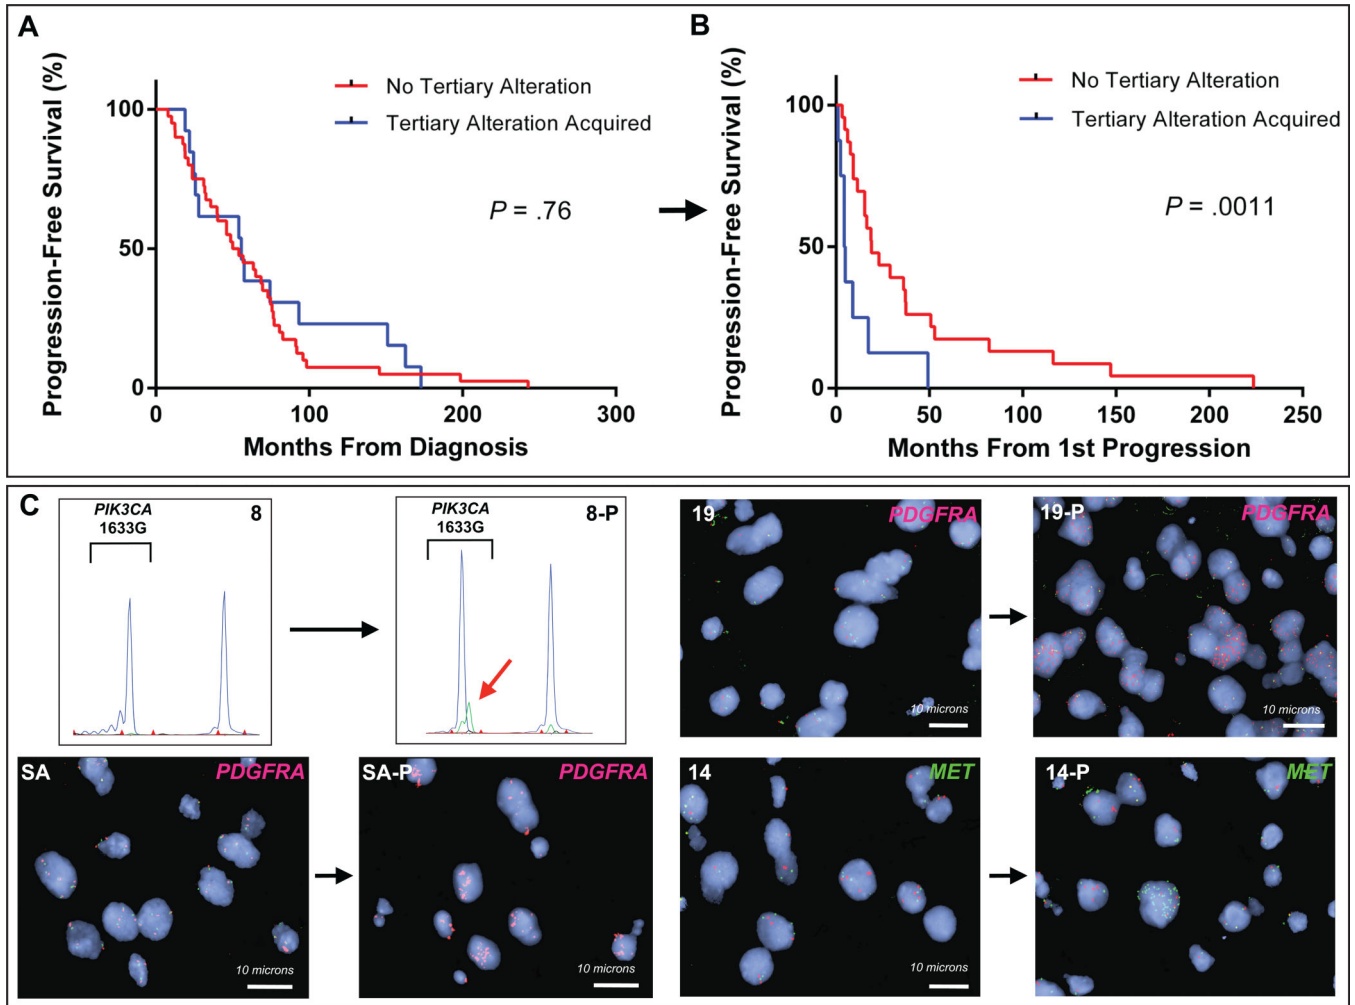 A
Progression-Free Survival (%)
No Tertiary Alteration
Tertiary Alteration Acquired
P = .76
100
50
0
0 100 200 300
Months From Diagnosis
B
Progression-Free Survival (%)
No Tertiary Alteration
Tertiary Alteration Acquired
P = .0011
100
50
0
0 50 100 150 200 250
Months From 1st Progression
C
PIK3CA
1633G
8
PIK3CA
1633G
8-P
19 PDGFRA
10 microns
19-P PDGFRA
10 microns
SA PDGFRA
10 microns
SA-P PDGFRA
10 microns
14 MET
10 microns
14-P MET